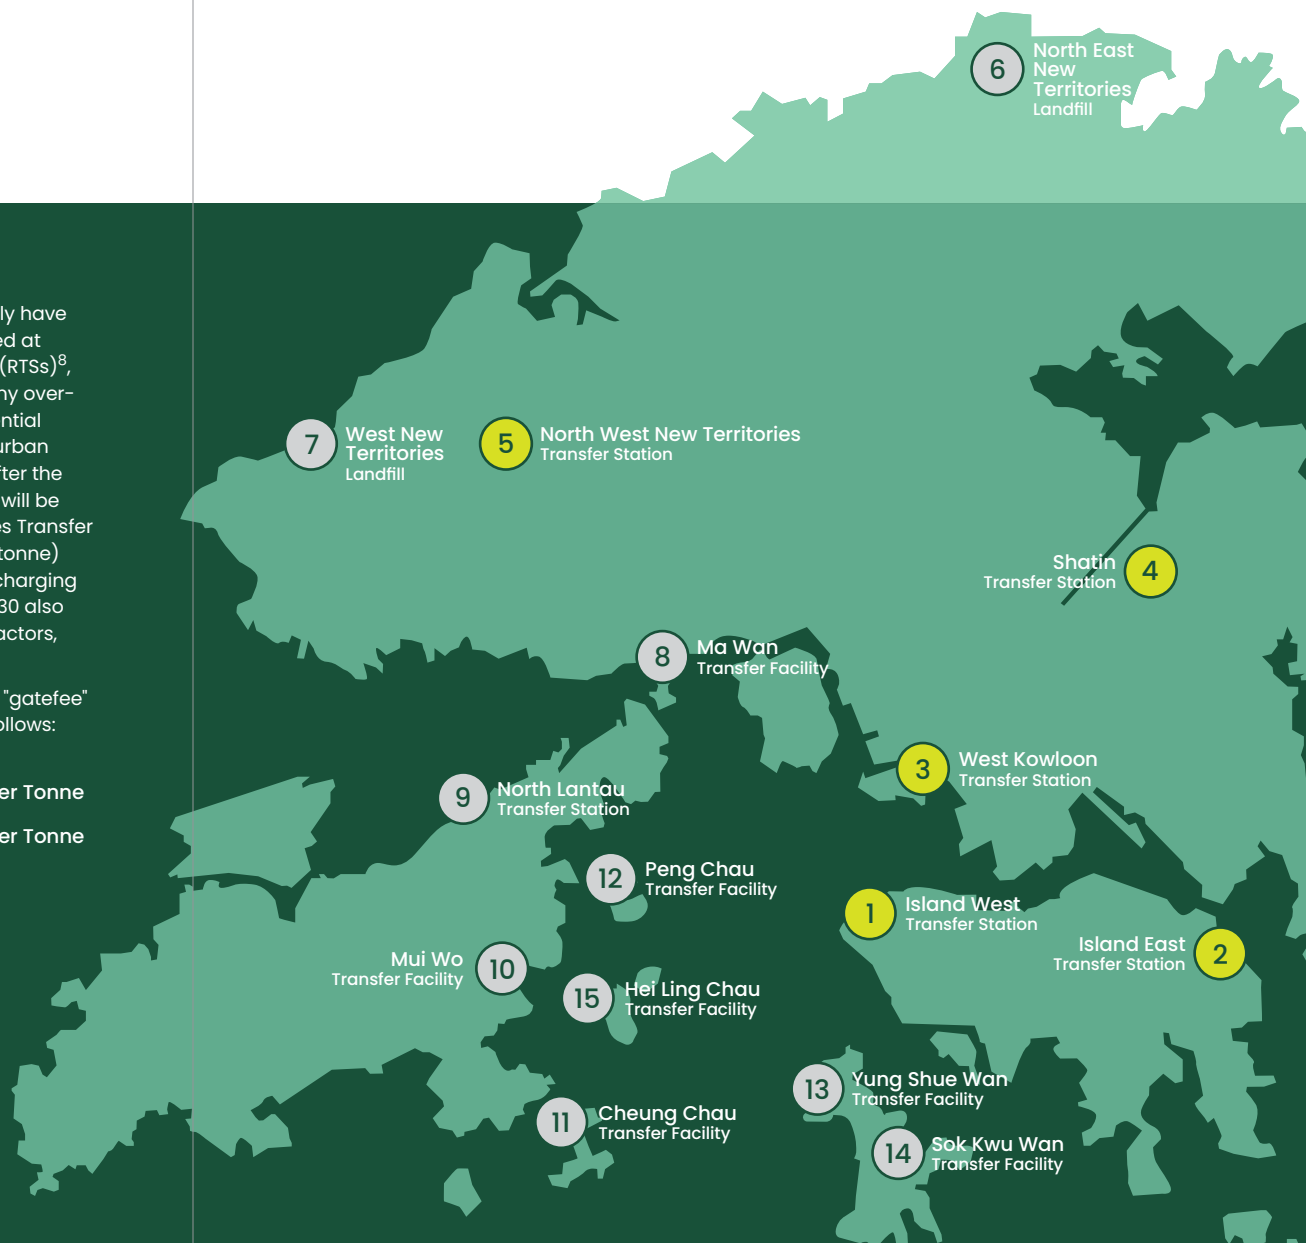 6
North East
New
Territories
Landfill
ly have
ed at
(RTSs)8,
ny over-
ntial
urban
fter the
will be
es Transfer
tonne)
charging
30 also
actors,
"gatefee"
ollows:
er Tonne
er Tonne
7
West New
Territories
Landfill
5
North West New Territories
Transfer Station
Shatin
Transfer Station
4
8
Ma Wan
Transfer Facility
3
West Kowloon
Transfer Station
9
North Lantau
Transfer Station
12
Peng Chau
Transfer Facility
1
Island West
Transfer Station
Island East
Transfer Station
2
Mui Wo
Transfer Facility
10
15
Hei Ling Chau
Transfer Facility
13
Yung Shue Wan
Transfer Facility
11
Cheung Chau
Transfer Facility
14
Sok Kwu Wan
Transfer Facility